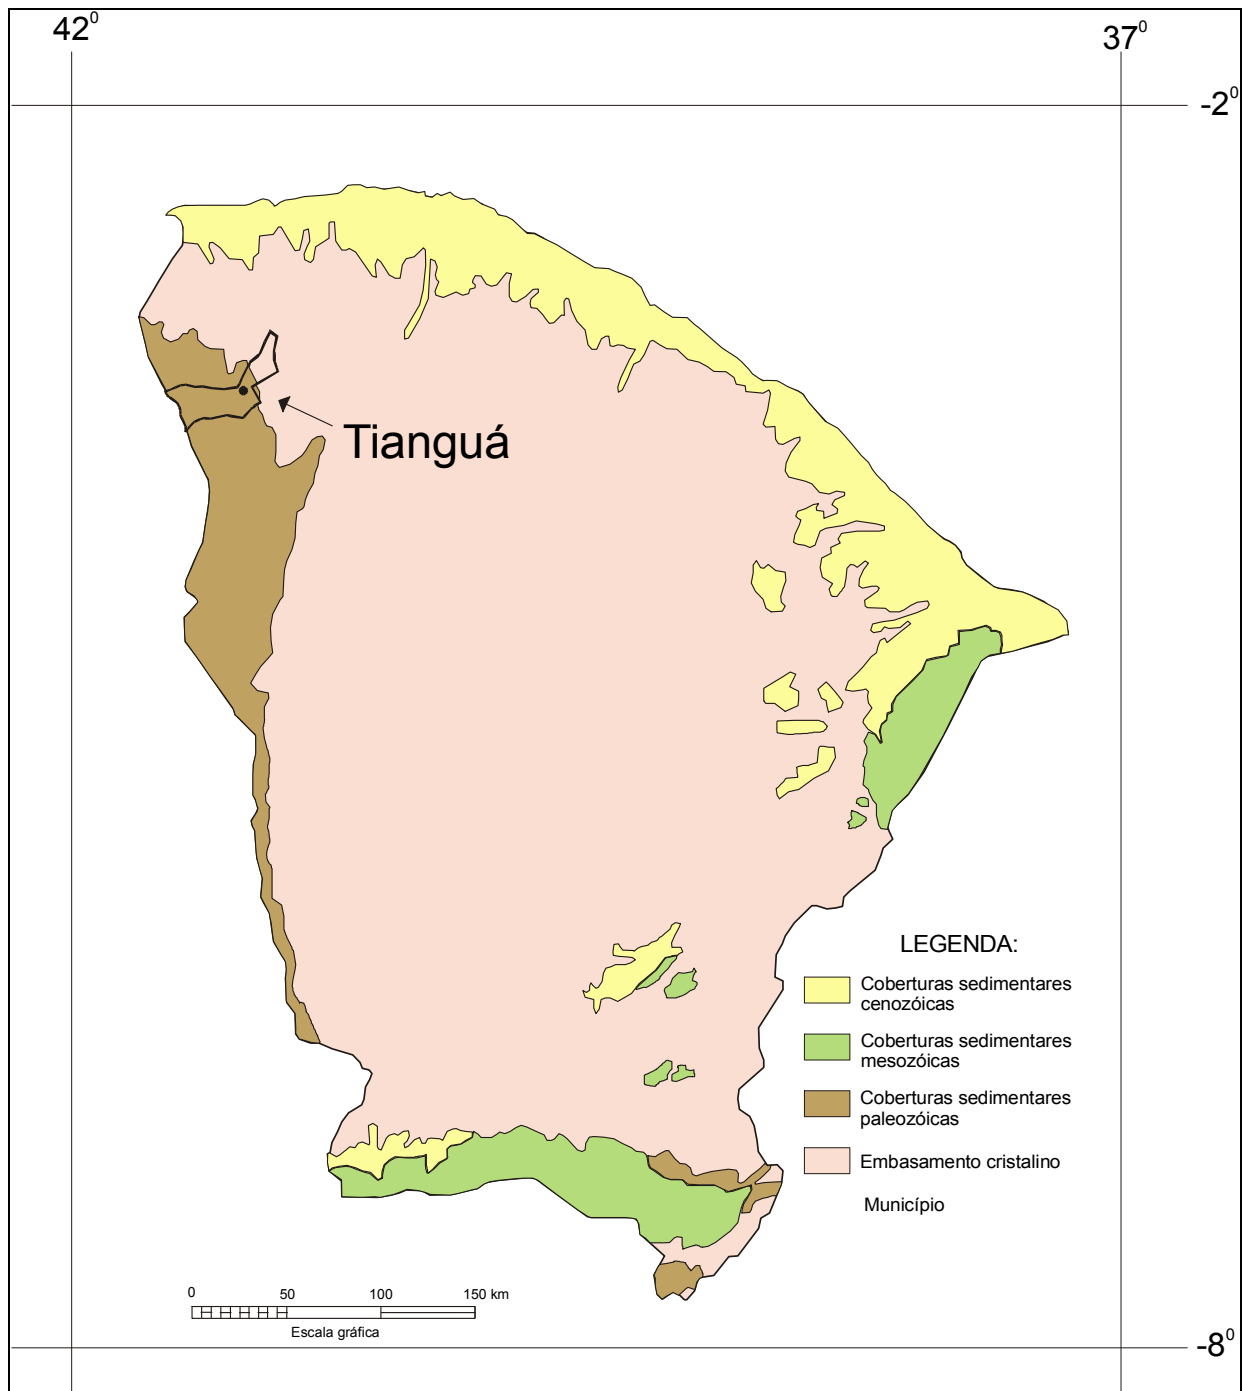 42⁰
37⁰
-2⁰
Tianguá
LEGENDA:
Coberturas sedimentares
cenozóicas
Coberturas sedimentares
mesozóicas
Coberturas sedimentares
paleozóicas
Embasamento cristalino
Município
0 50 100 150 km
Escala gráfica
-8⁰